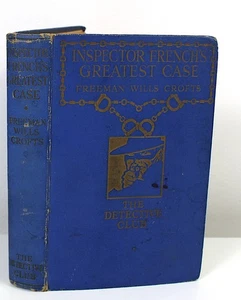 INSPECTOR FRENCH'S
GREATEST CASE
FREEMAN WILLS CROFTS
THE
DETECTIVE
CLUB
INSPECTOR
FRENCH'S
GREATEST
CASE
FREEMAN
WILLS
CROFTS
THE
DETECTIVE
CLUB